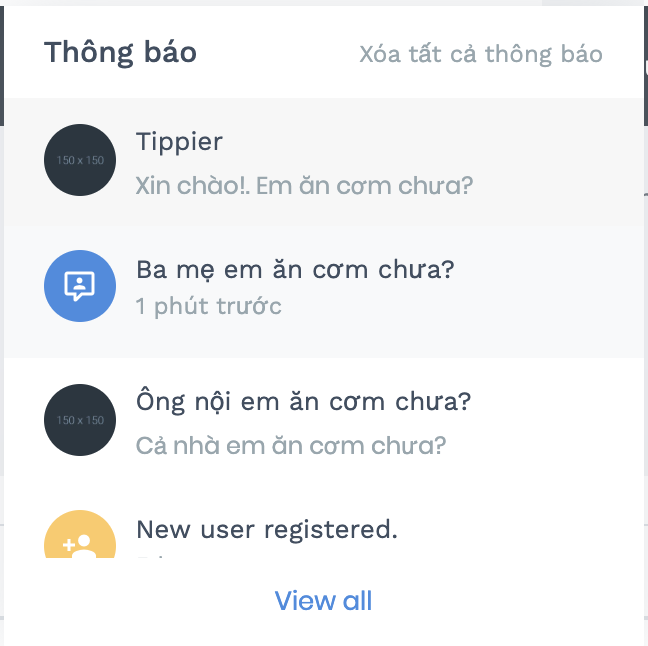 Thông báo
Xóa tất cả thông báo
150 x 150
Tippier
Xin chào!. Em ăn cơm chưa?
Ba mẹ em ăn cơm chưa?
1 phút trước
150 x 150
Ông nội em ăn cơm chưa?
Cả nhà em ăn cơm chưa?
New user registered.
View all